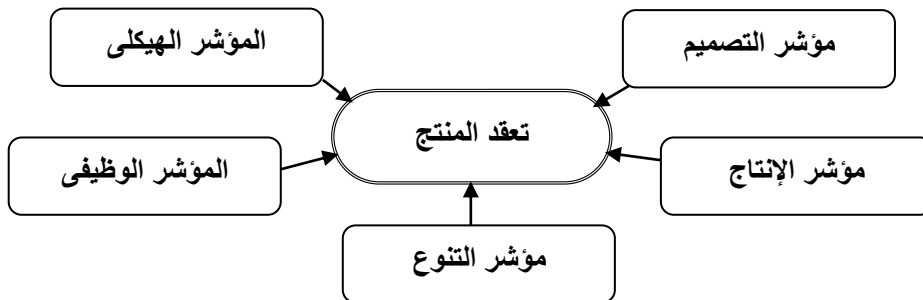 مؤشر التصميم
المؤشر الهيكلى
تعقد المنتج
مؤشر الإنتاج
المؤشر الوظيفى
مؤشر التنوع